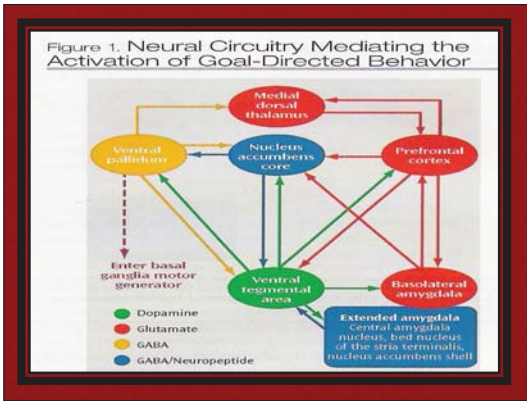 Figure 1. Neural Circuitry Mediating the
Activation of Goal-Directed Behavior
Medial
dorsal
thalamus
Ventral
pallidum
Nucleus
accumbens
core
Prefrontal
cortex
Enter basal
ganglia motor
generator
Ventral
tegmental
area
Basolateral
amygdala
Dopamine
Glutamate
GABA
GABA/Neuropeptide
Extended amygdala
Central amygdala
nucleus, bed nucleus
of the stria terminalis,
nucleus accumbens shell